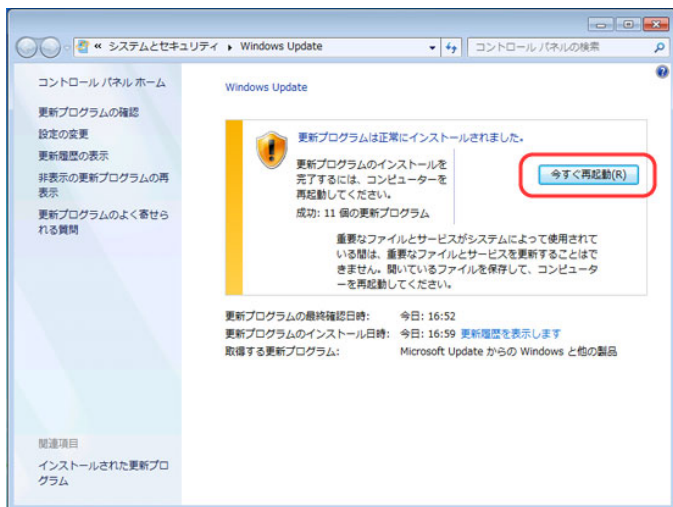 « システムとセキュリティ ▸ Windows Update
コントロール パネルの検索
コントロール パネル ホーム
更新プログラムの確認
設定の変更
更新履歴の表示
非表示の更新プログラムの再
表示
更新プログラムのよく寄せら
れる質問
Windows Update
更新プログラムは正常にインストールされました。
更新プログラムのインストールを
完了するには、コンピューターを
再起動してください。
成功: 11 個の更新プログラム
今すぐ再起動(R)
重要なファイルとサービスがシステムによって使用されて
いる間は、重要なファイルとサービスを更新することはで
きません。開いているファイルを保存して、コンピュータ
ーを再起動してください。
更新プログラムの最終確認日時: 今日: 16:52
更新プログラムのインストール日時: 今日: 16:59 更新履歴を表示します
取得する更新プログラム: Microsoft Update からの Windows と他の製品
関連項目
インストールされた更新プロ
グラム